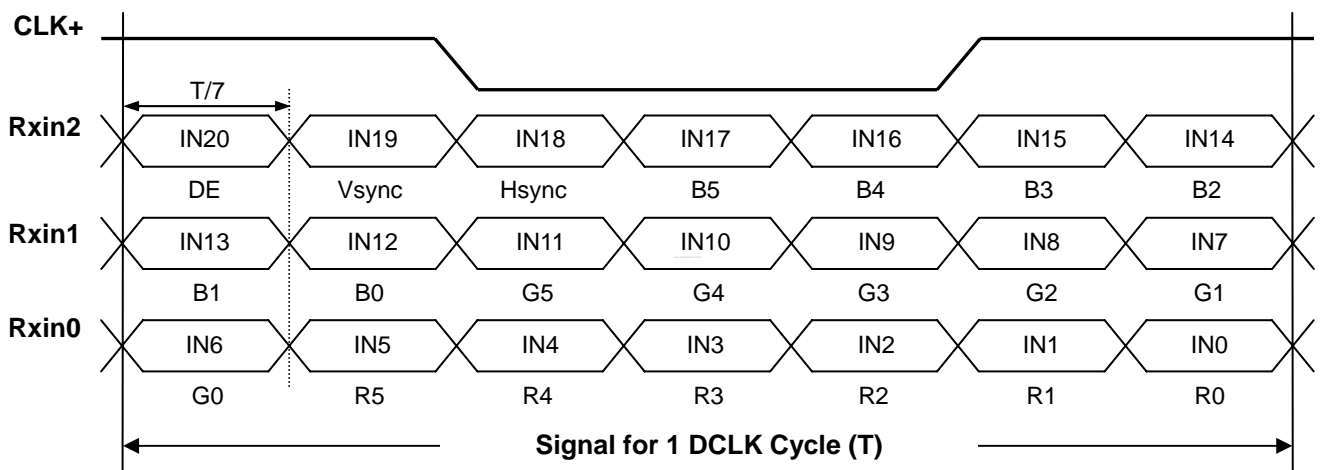 CLK+
T/7
Rxin2 IN20 IN19 IN18 IN17 IN16 IN15 IN14
DE Vsync Hsync B5 B4 B3 B2
Rxin1 IN13 IN12 IN11 IN10 IN9 IN8 IN7
B1 B0 G5 G4 G3 G2 G1
Rxin0 IN6 IN5 IN4 IN3 IN2 IN1 IN0
G0 R5 R4 R3 R2 R1 R0
Signal for 1 DCLK Cycle (T)